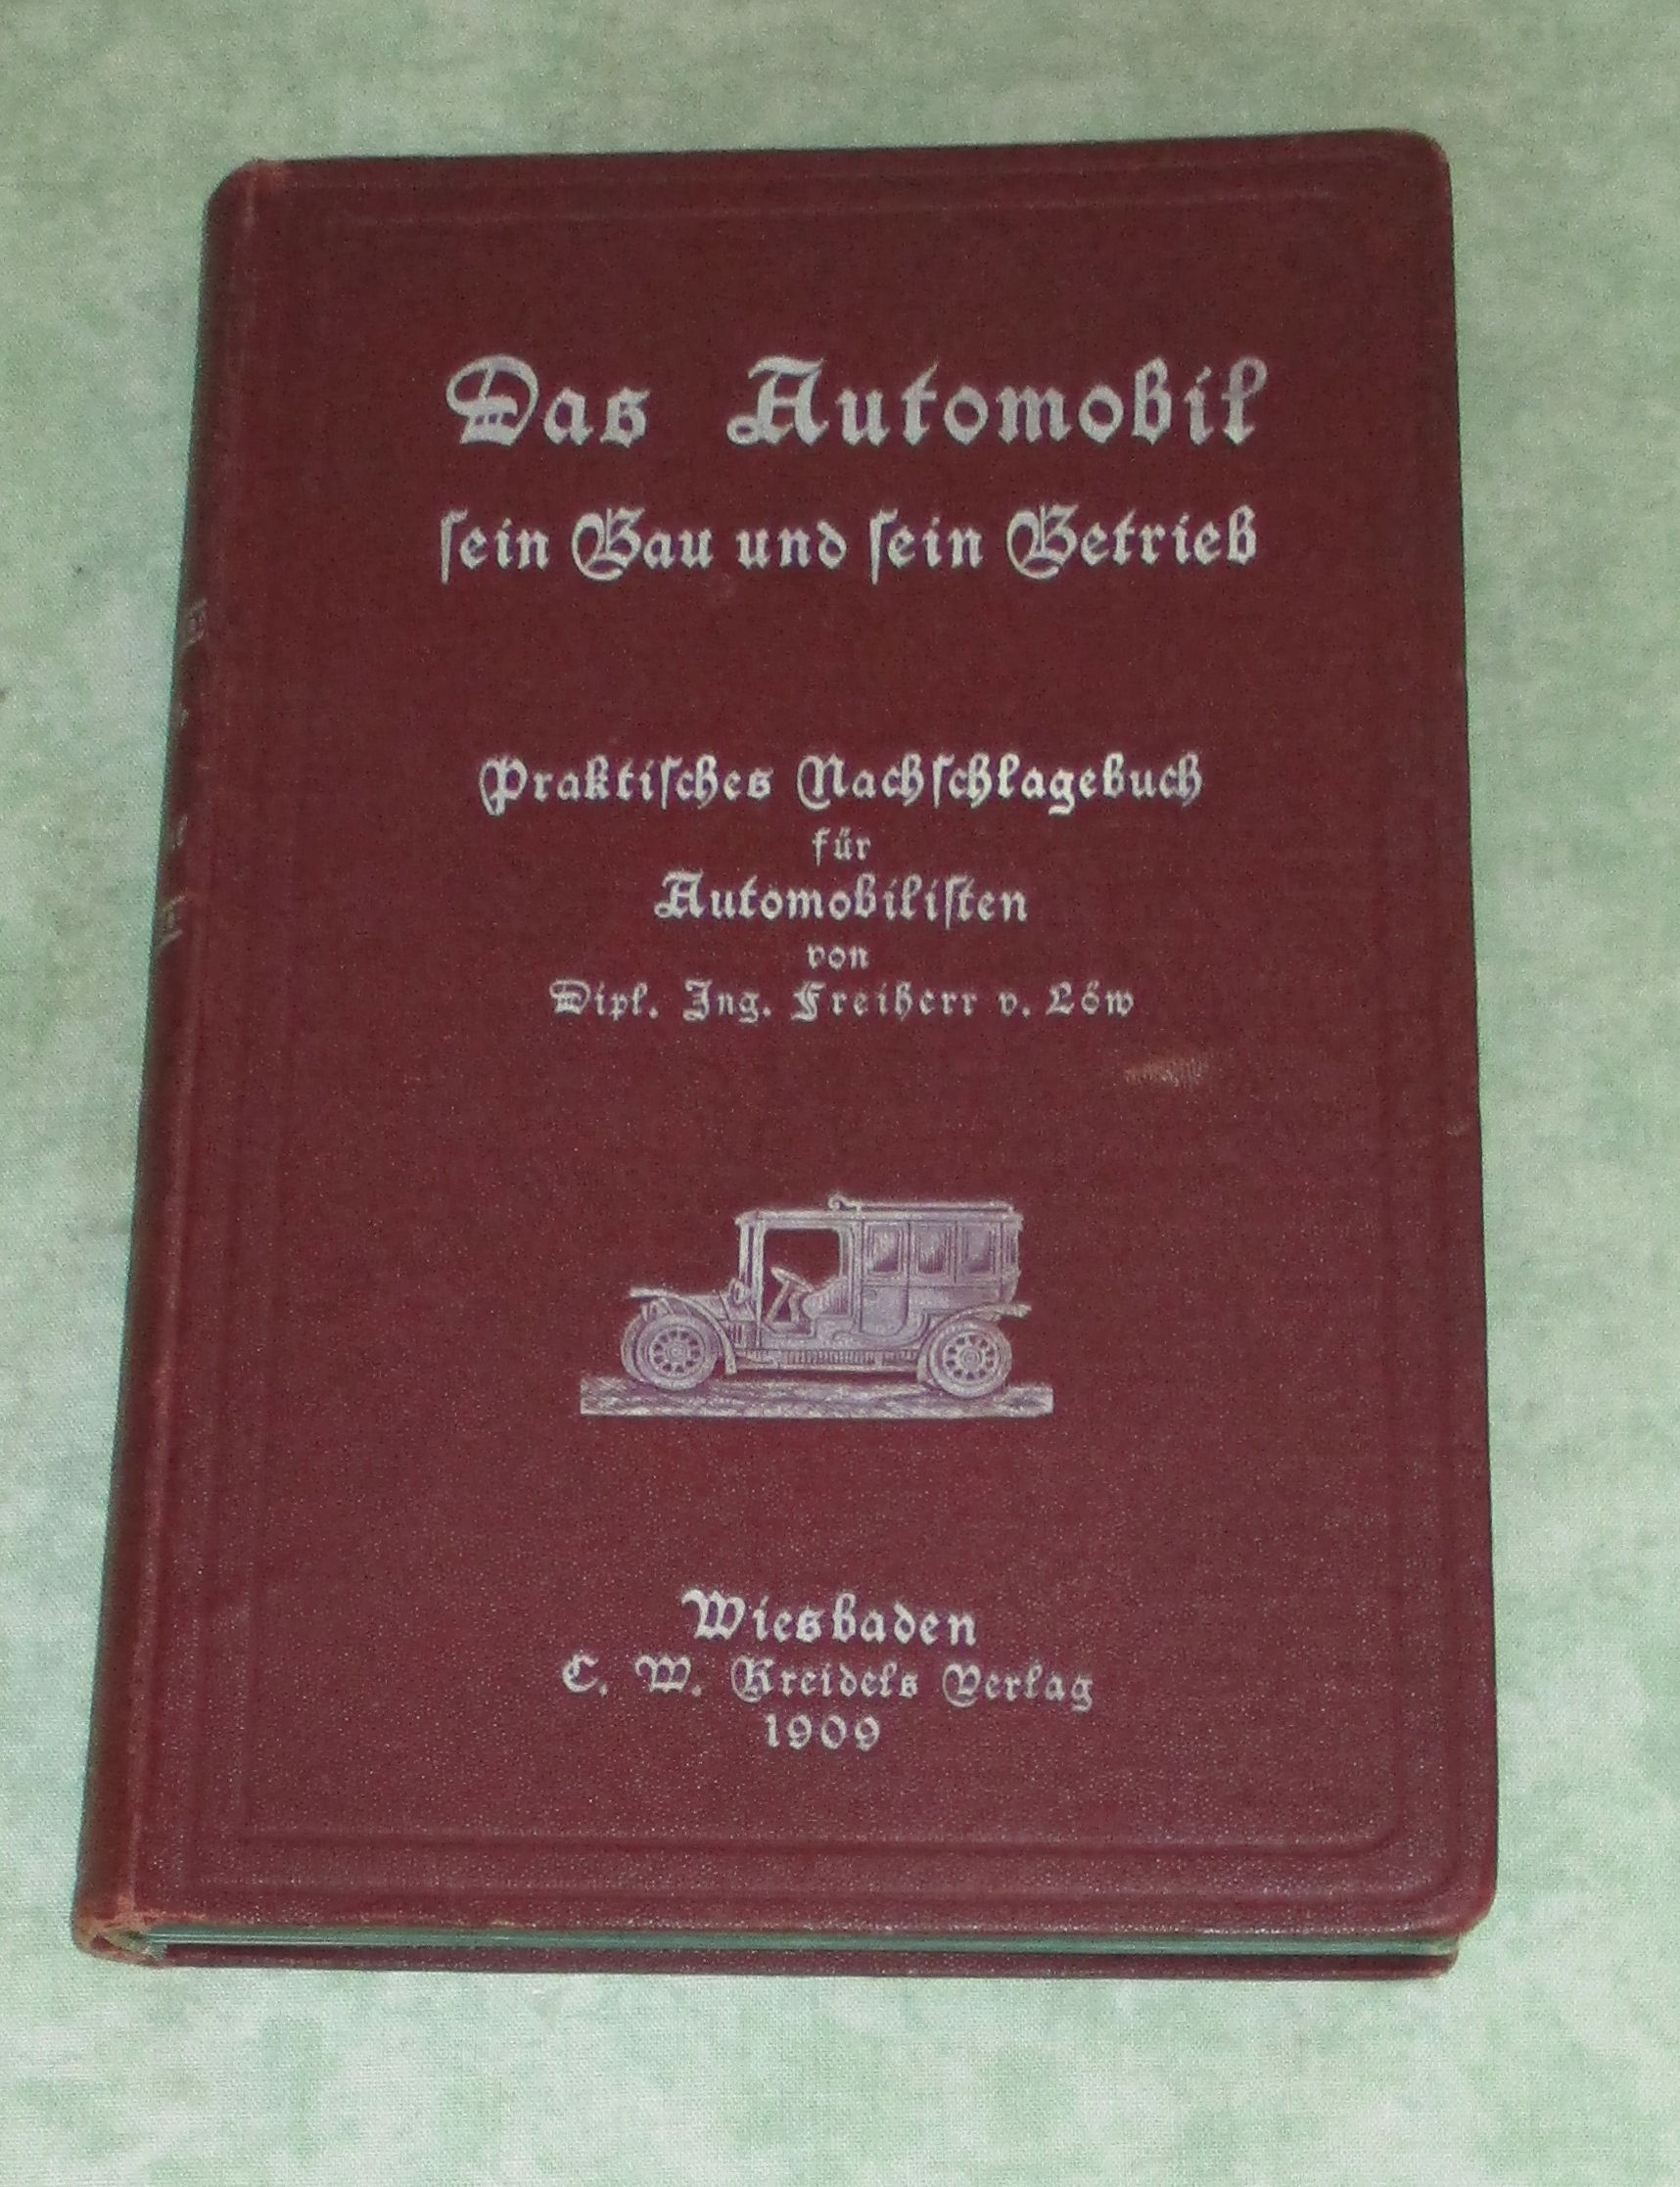 Das Automobil
sein Bau und sein Betrieb
Praktisches Nachschlagebuch
für
Automobilisten
von
Dipl. Ing. Freiherr v. Löw
Wiesbaden
C. W. Kreidels Verlag
1909